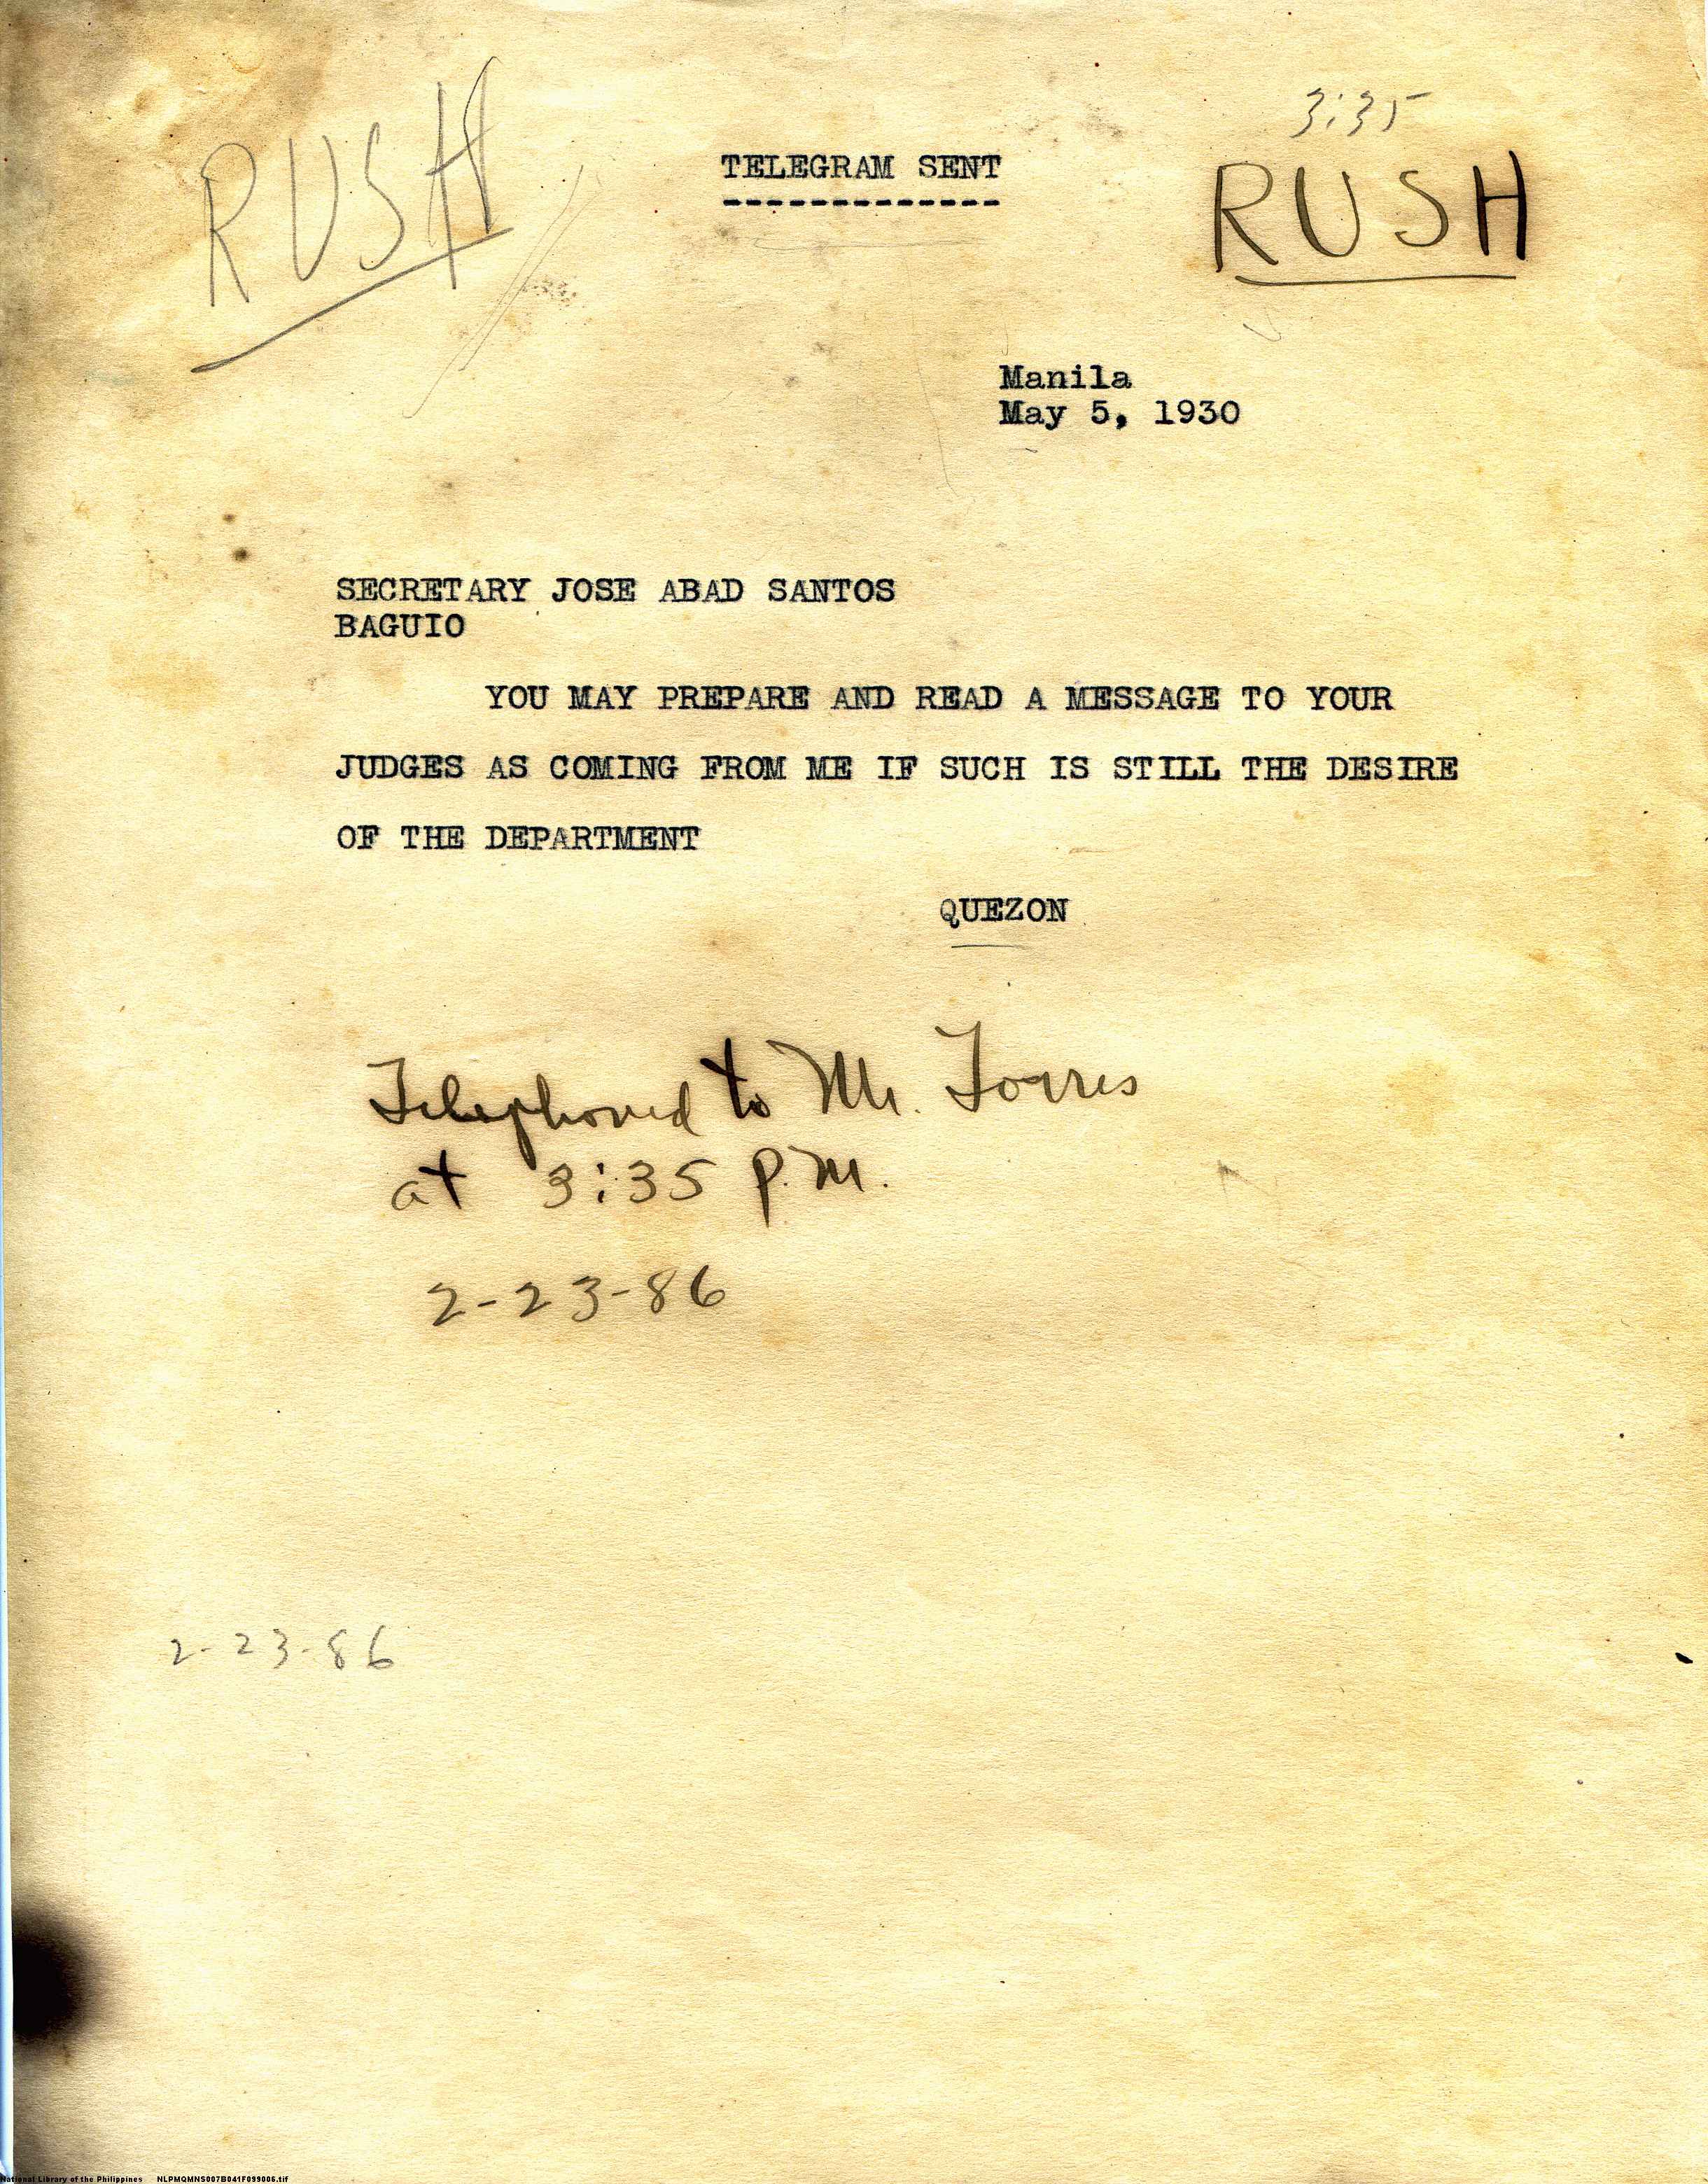 RUSH
3:35
TELEGRAM SENT
RUSH
Manila
May 5, 1930
SECRETARY JOSE ABAD SANTOS
BAGUIO
YOU MAY PREPARE AND READ A MESSAGE TO YOUR
JUDGES AS COMING FROM ME IF SUCH IS STILL THE DESIRE
OF THE DEPARTMENT
QUEZON
Telephoned to Mr. Torres
at 3:35 P.M.
2-23-86
2-23-86
National Library of the Philippines NLPMQMNS007B041F099006.tif